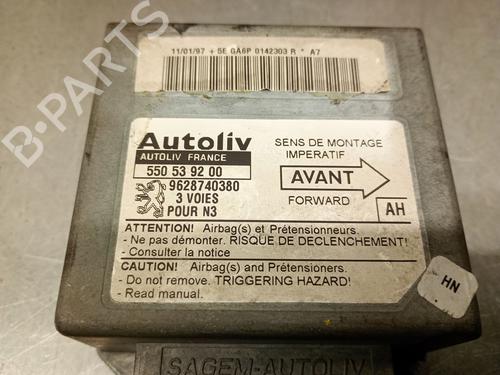 11/01/97 + 5E GA6P 0142303 R * A7
B-PARTS
Autoliv
AUTOLIV FRANCE
550 53 92 00
9628740380
3 VOIES
POUR N3
SENS DE MONTAGE
IMPERATIF
AVANT
FORWARD
AH
ATTENTION! Airbag(s) et Prétensionneurs.
- Ne pas démonter. RISQUE DE DECLENCHEMENT!
- Consulter la notice
CAUTION! Airbag(s) and Pretensioners.
- Do not remove. TRIGGERING HAZARD!
- Read manual.
HN
SAGEM-AUTOLIV